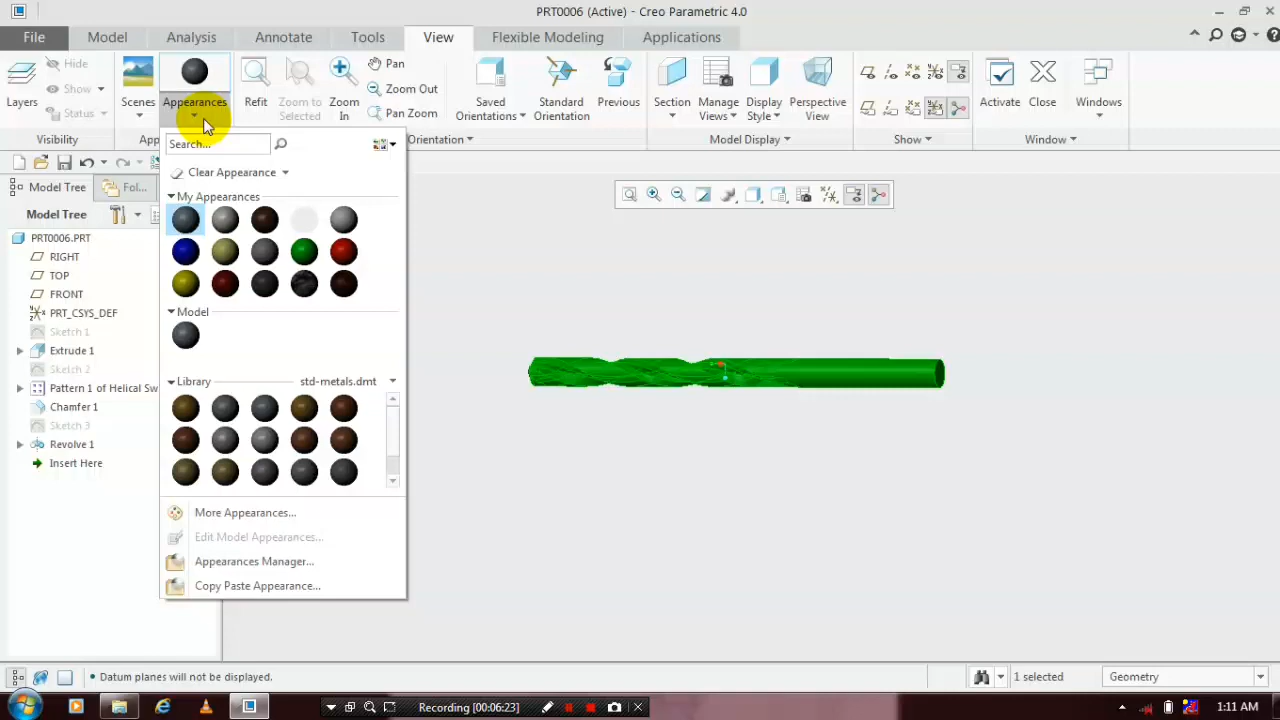 PRT0006 (Active) - Creo Parametric 4.0
File Model Analysis Annotate Tools View Flexible Modeling Applications
Hide
Show
Status
Layers
Visibility
Scenes
Appearances
Refit
Zoom to Selected
Zoom In
Pan
Zoom Out
Pan Zoom
Saved Orientations
Standard Orientation
Previous
Orientation
Section
Manage Views
Display Style
Perspective View
Model Display
Show
Activate
Close
Windows
Window
Search...
Clear Appearance
My Appearances
Model
Library std-metals.dmt
More Appearances...
Edit Model Appearances...
Appearances Manager...
Copy Paste Appearance...
Model Tree Fol...
Model Tree
PRT0006.PRT
RIGHT
TOP
FRONT
PRT_CSYS_DEF
Sketch 1
Extrude 1
Sketch 2
Pattern 1 of Helical Sw
Chamfer 1
Sketch 3
Revolve 1
Insert Here
• Datum planes will not be displayed.
1 selected
Geometry
Recording [00:06:23]
1:11 AM